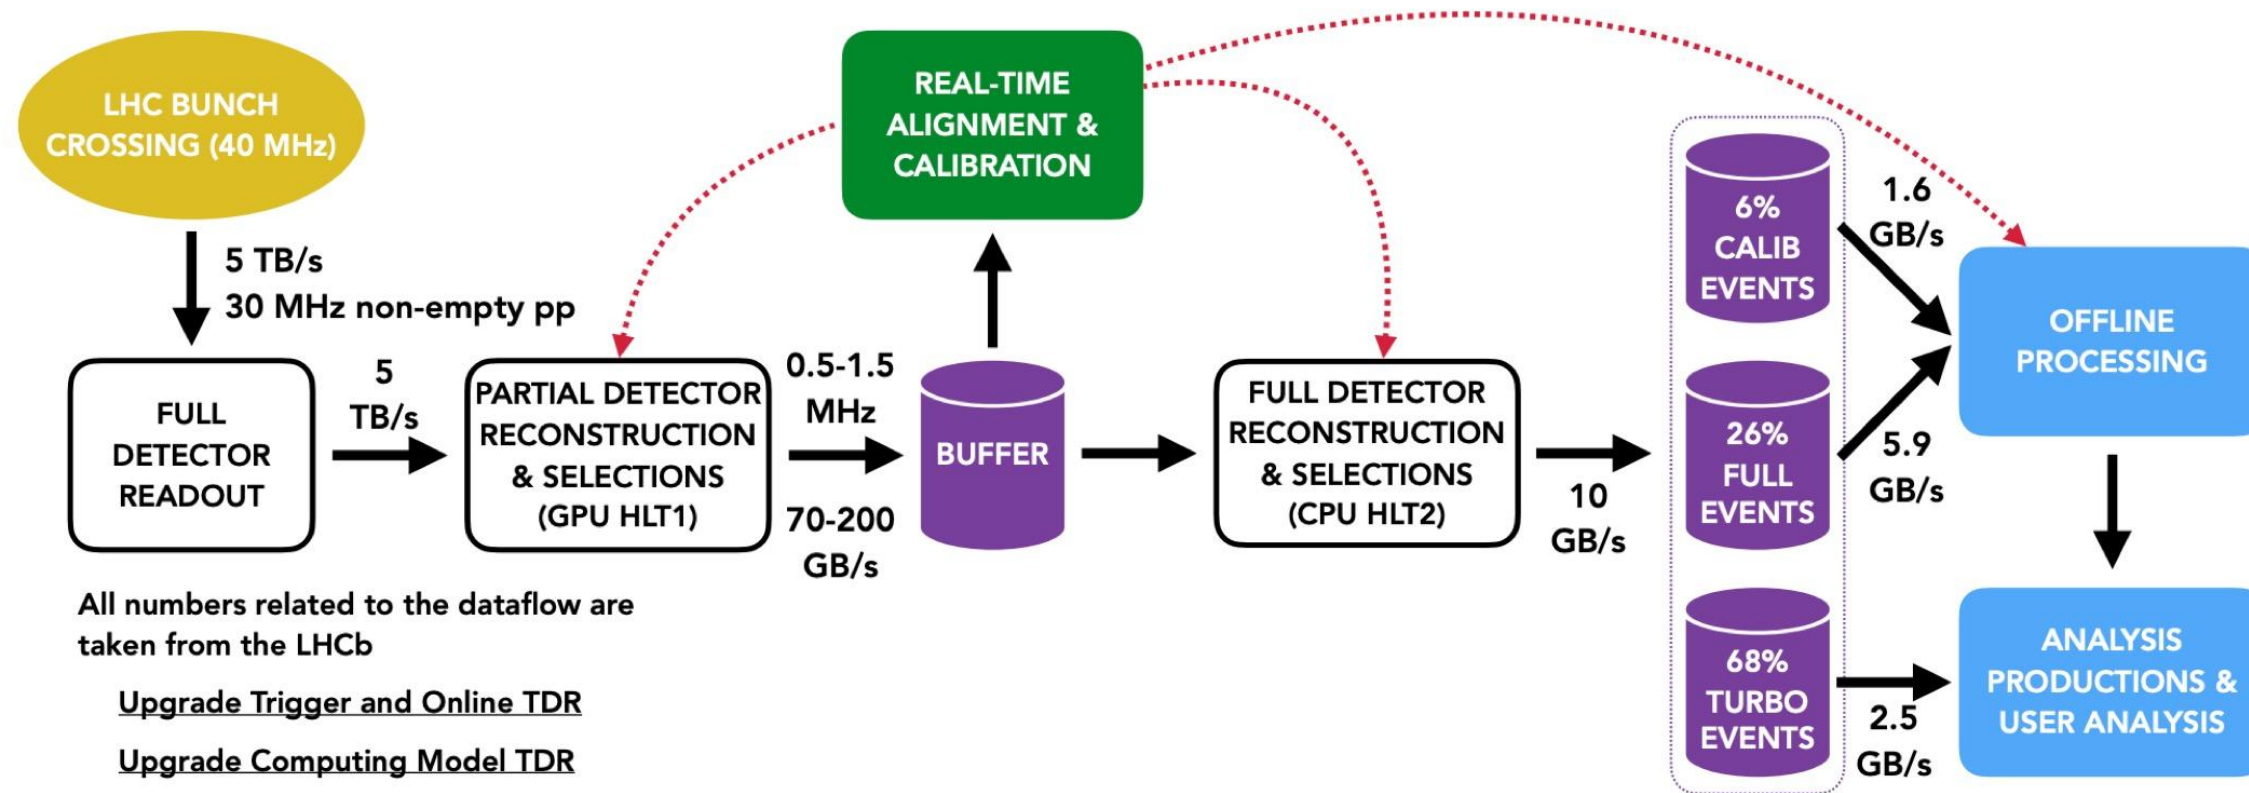 LHC BUNCH
CROSSING (40 MHz)
5 TB/s
30 MHz non-empty pp
FULL
DETECTOR
READOUT
5
TB/s
PARTIAL DETECTOR
RECONSTRUCTION
& SELECTIONS
(GPU HLT1)
0.5-1.5
MHz
70-200
GB/s
BUFFER
REAL-TIME
ALIGNMENT &
CALIBRATION
FULL DETECTOR
RECONSTRUCTION
& SELECTIONS
(CPU HLT2)
10
GB/s
6%
CALIB
EVENTS
1.6
GB/s
26%
FULL
EVENTS
5.9
GB/s
68%
TURBO
EVENTS
2.5
GB/s
OFFLINE
PROCESSING
ANALYSIS
PRODUCTIONS &
USER ANALYSIS
All numbers related to the dataflow are
taken from the LHCb
Upgrade Trigger and Online TDR
Upgrade Computing Model TDR